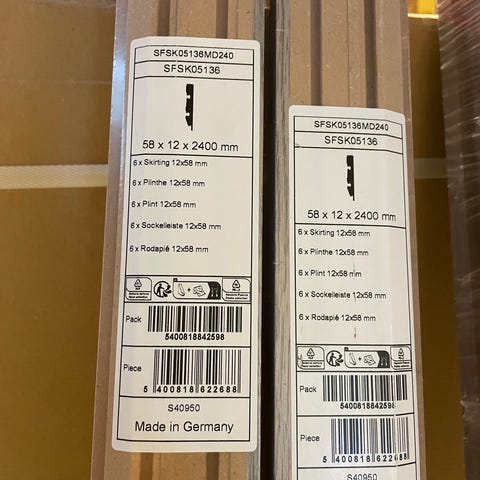 SFSK05136MD240
SFSK05136
58 x 12 x 2400 mm
6 x Skirting 12x58 mm
6 x Plinthe 12x58 mm
6 x Plint 12x58 mm
6 x Sockelleiste 12x58 mm
6 x Rodapié 12x58 mm
Pack
5400818842598
Piece
5 400818 622688
S40950
Made in Germany
SFSK05136MD240
SFSK05136
58 x 12 x 2400 mm
6 x Skirting 12x58 mm
6 x Plinthe 12x58 mm
6 x Plint 12x58 mm
6 x Sockelleiste 12x58 mm
6 x Rodapié 12x58 mm
Pack
5400818842598
Piece
5 400818 62268
S40950